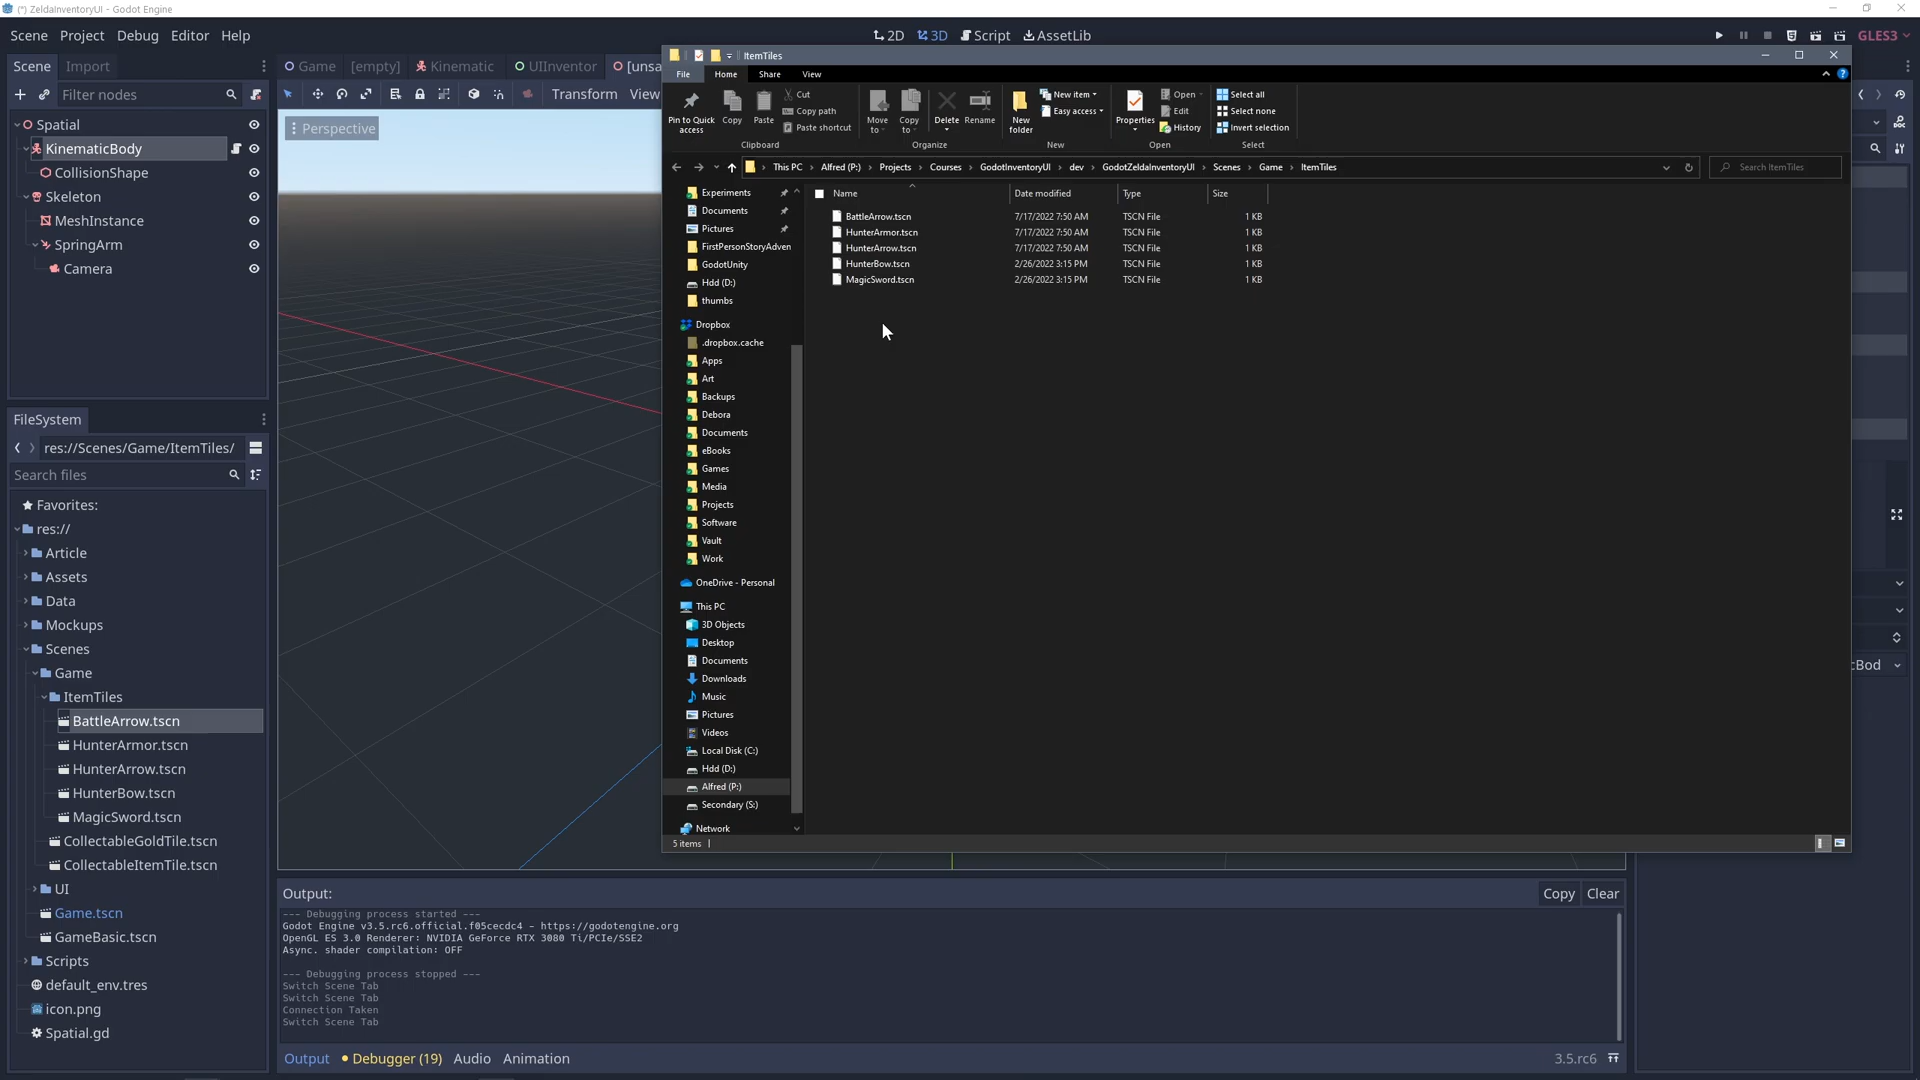 (*) ZeldaInventoryUI - Godot Engine
Scene Project Debug Editor Help
2D 3D Script AssetLib
GLES3
Scene Import
Game [empty] Kinematic UIInventor [unsa
Filter nodes
Transform View
Perspective
Spatial
KinematicBody
CollisionShape
Skeleton
MeshInstance
SpringArm
Camera
FileSystem
res://Scenes/Game/ItemTiles/
Search files
Favorites:
res://
Article
Assets
Data
Mockups
Scenes
Game
ItemTiles
BattleArrow.tscn
HunterArmor.tscn
HunterArrow.tscn
HunterBow.tscn
MagicSword.tscn
CollectableGoldTile.tscn
CollectableItemTile.tscn
UI
Game.tscn
GameBasic.tscn
Scripts
default_env.tres
icon.png
Spatial.gd
ItemTiles
File Home Share View
Pin to Quick access
Copy
Paste
Cut
Copy path
Paste shortcut
Clipboard
Move to
Copy to
Delete
Rename
Organize
New folder
New item
Easy access
New
Properties
Open
Edit
History
Open
Select all
Select none
Invert selection
Select
This PC Alfred (P:) Projects Courses GodotInventoryUI dev GodotZeldaInventoryUI Scenes Game ItemTiles
Search ItemTiles
Experiments
Documents
Pictures
FirstPersonStoryAdven
GodotUnity
Hdd (D:)
thumbs
Dropbox
.dropbox.cache
Apps
Art
Backups
Debora
Documents
eBooks
Games
Media
Projects
Software
Vault
Work
OneDrive - Personal
This PC
3D Objects
Desktop
Documents
Downloads
Music
Pictures
Videos
Local Disk (C:)
Hdd (D:)
Alfred (P:)
Secondary (S:)
Network
5 items
Name Date modified Type Size
BattleArrow.tscn 7/17/2022 7:50 AM TSCN File 1 KB
HunterArmor.tscn 7/17/2022 7:50 AM TSCN File 1 KB
HunterArrow.tscn 7/17/2022 7:50 AM TSCN File 1 KB
HunterBow.tscn 2/26/2022 3:15 PM TSCN File 1 KB
MagicSword.tscn 2/26/2022 3:15 PM TSCN File 1 KB
cBod
Output:
Copy Clear
--- Debugging process started ---
Godot Engine v3.5.rc6.official.f05cecdc4 - https://godotengine.org
OpenGL ES 3.0 Renderer: NVIDIA GeForce RTX 3080 Ti/PCIe/SSE2
Async. shader compilation: OFF
--- Debugging process stopped ---
Switch Scene Tab
Switch Scene Tab
Connection Taken
Switch Scene Tab
Output Debugger (19) Audio Animation
3.5.rc6